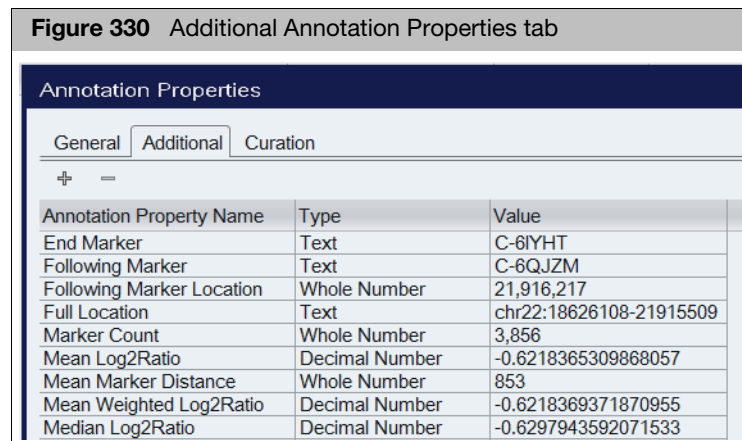 Figure 330 Additional Annotation Properties tab
Annotation Properties
General Additional Curation
Annotation Property Name Type Value
End Marker Text C-6IYHT
Following Marker Text C-6QJZM
Following Marker Location Whole Number 21,916,217
Full Location Text chr22:18626108-21915509
Marker Count Whole Number 3,856
Mean Log2Ratio Decimal Number -0.6218365309868057
Mean Marker Distance Whole Number 853
Mean Weighted Log2Ratio Decimal Number -0.6218369371870955
Median Log2Ratio Decimal Number -0.6297943592071533